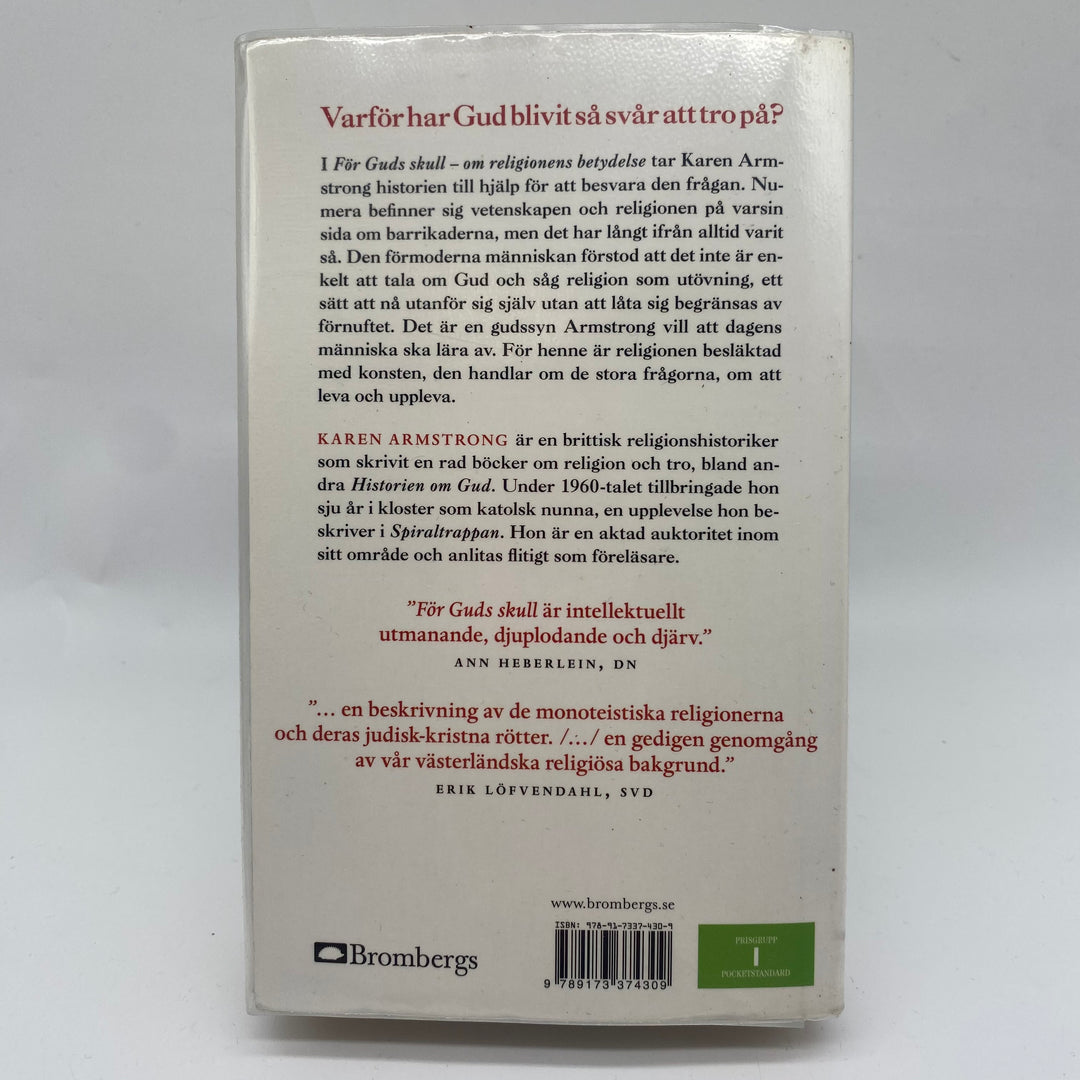 Varför har Gud blivit så svår att tro på?
I För Guds skull – om religionens betydelse tar Karen Arm-
strong historien till hjälp för att besvara den frågan. Nu-
mera befinner sig vetenskapen och religionen på varsin
sida om barrikaderna, men det har långt ifrån alltid varit
så. Den förmoderna människan förstod att det inte är en-
kelt att tala om Gud och såg religion som utövning, ett
sätt att nå utanför sig själv utan att låta sig begränsas av
förnuftet. Det är en gudssyn Armstrong vill att dagens
människa ska lära av. För henne är religionen besläktad
med konsten, den handlar om de stora frågorna, om att
leva och uppleva.
KAREN ARMSTRONG är en brittisk religionshistoriker
som skrivit en rad böcker om religion och tro, bland an-
dra Historien om Gud. Under 1960-talet tillbringade hon
sju år i kloster som katolsk nunna, en upplevelse hon be-
skriver i Spiraltrappan. Hon är en aktad auktoritet inom
sitt område och anlitas flitigt som föreläsare.
”För Guds skull är intellektuellt
utmanande, djuplodande och djärv.”
ANN HEBERLEIN, DN
”... en beskrivning av de monoteistiska religionerna
och deras judisk-kristna rötter. /.../ en gedigen genomgång
av vår västerländska religiösa bakgrund.”
ERIK LÖFVENDAHL, SVD
www.brombergs.se
ISBN: 978-91-7337-430-9
9 789173 374309
Brombergs
PRISGRUPP
1
POCKETSTANDARD